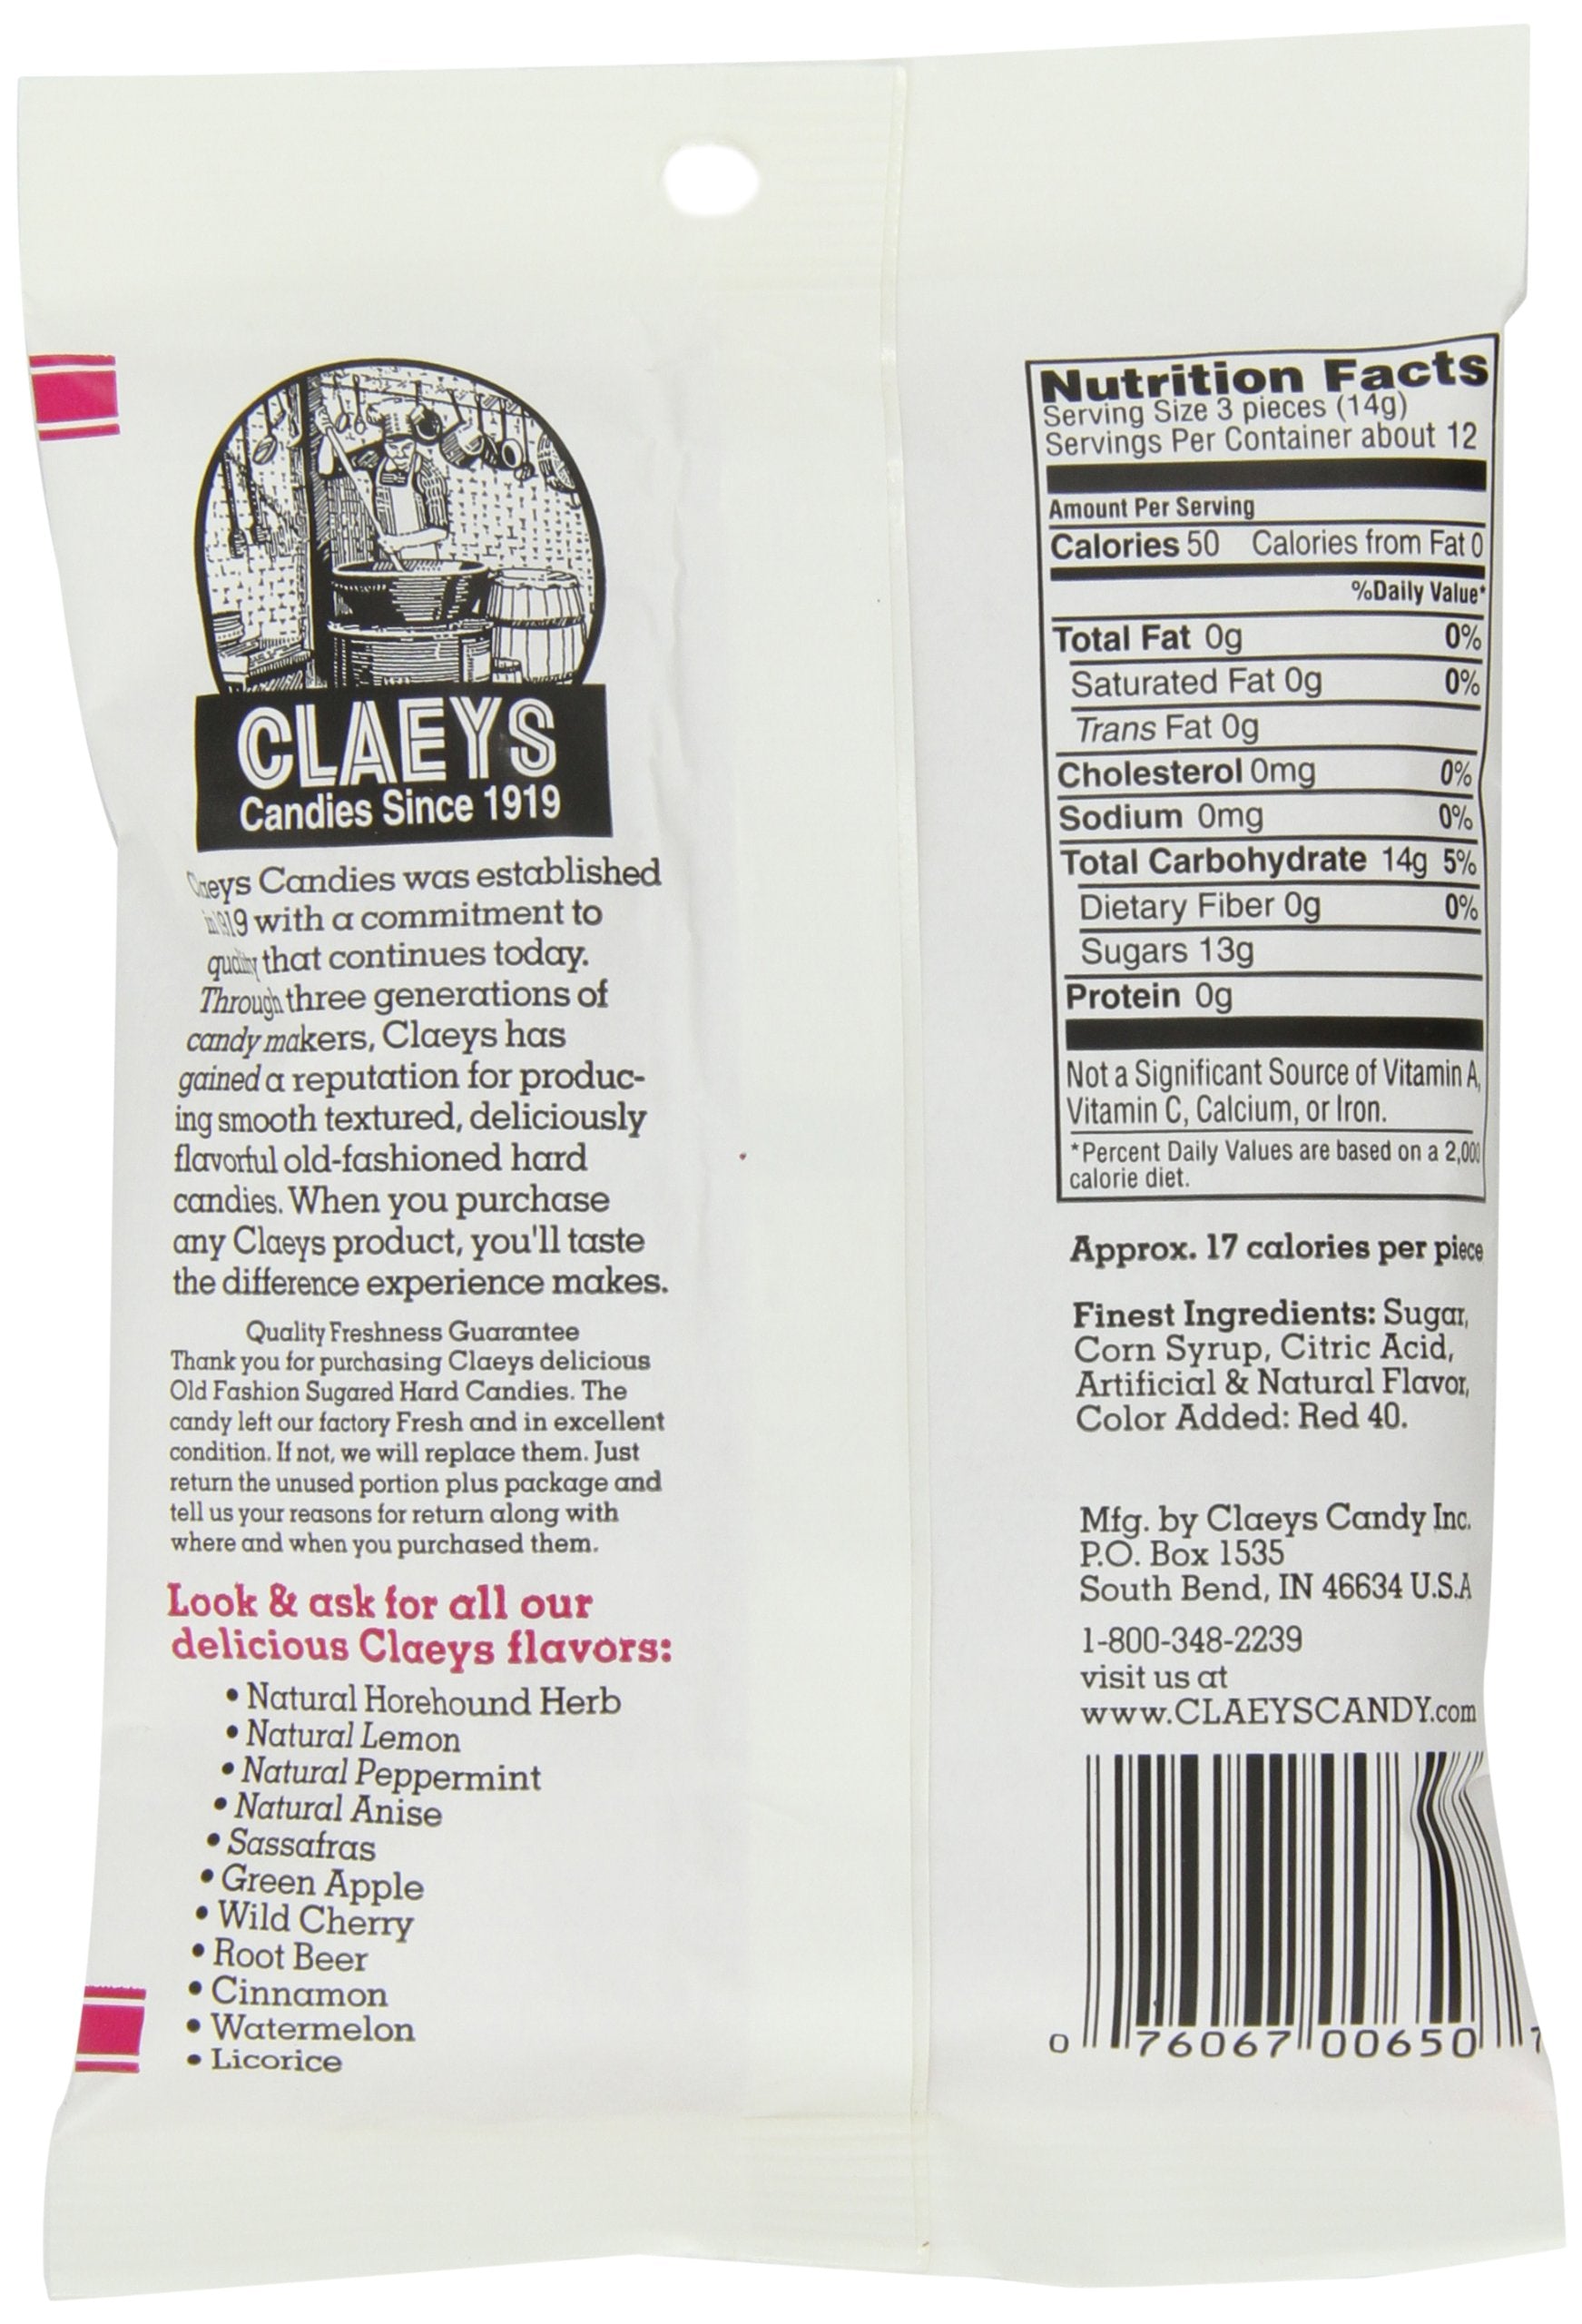 CLAEYS
Candies Since 1919
Claeys Candies was established
in 1919 with a commitment to
quality that continues today.
Through three generations of
candy makers, Claeys has
gained a reputation for produc-
ing smooth textured, deliciously
flavorful old-fashioned hard
candies. When you purchase
any Claeys product, you'll taste
the difference experience makes.
Quality Freshness Guarantee
Thank you for purchasing Claeys delicious
Old Fashion Sugared Hard Candies. The
candy left our factory Fresh and in excellent
condition. If not, we will replace them. Just
return the unused portion plus package and
tell us your reasons for return along with
where and when you purchased them.
Look & ask for all our
delicious Claeys flavors:
• Natural Horehound Herb
• Natural Lemon
• Natural Peppermint
• Natural Anise
• Sassafras
• Green Apple
• Wild Cherry
• Root Beer
• Cinnamon
• Watermelon
• Licorice
Nutrition Facts
Serving Size 3 pieces (14g)
Servings Per Container about 12
Amount Per Serving
Calories 50 Calories from Fat 0
%Daily Value*
Total Fat 0g 0%
Saturated Fat 0g 0%
Trans Fat 0g
Cholesterol 0mg 0%
Sodium 0mg 0%
Total Carbohydrate 14g 5%
Dietary Fiber 0g 0%
Sugars 13g
Protein 0g
Not a Significant Source of Vitamin A,
Vitamin C, Calcium, or Iron.
*Percent Daily Values are based on a 2,000
calorie diet.
Approx. 17 calories per piece
Finest Ingredients: Sugar,
Corn Syrup, Citric Acid,
Artificial & Natural Flavor,
Color Added: Red 40.
Mfg. by Claeys Candy Inc.
P.O. Box 1535
South Bend, IN 46634 U.S.A
1-800-348-2239
visit us at
www.CLAEYSCANDY.com
0 76067 00650 7